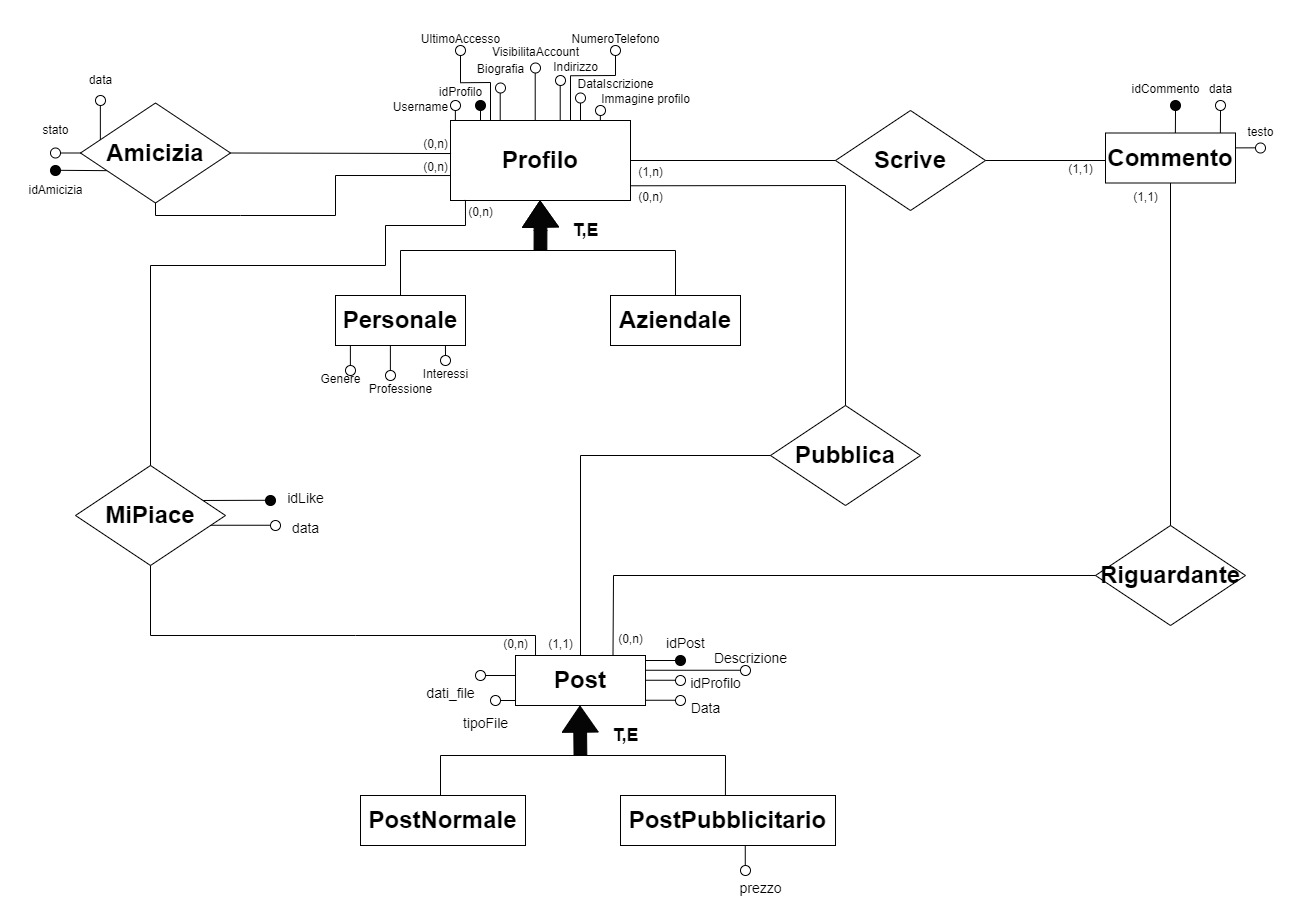 UltimoAccesso
NumeroTelefono
VisibilitaAccount
Biografia
Indirizzo
data
idProfilo
DataIscrizione
idCommento
data
Username
Immagine profilo
stato
testo
Amicizia
(0,n)
Profilo
Scrive
Commento
(0,n)
(1,n)
(1,1)
idAmicizia
(0,n)
(1,1)
(0,n)
T,E
Personale
Aziendale
Genere
Interessi
Professione
Pubblica
idLike
MiPiace
data
Riguardante
(0,n)
(1,1)
(0,n)
idPost
Descrizione
Post
idProfilo
dati_file
Data
tipoFile
T,E
PostNormale
PostPubblicitario
prezzo